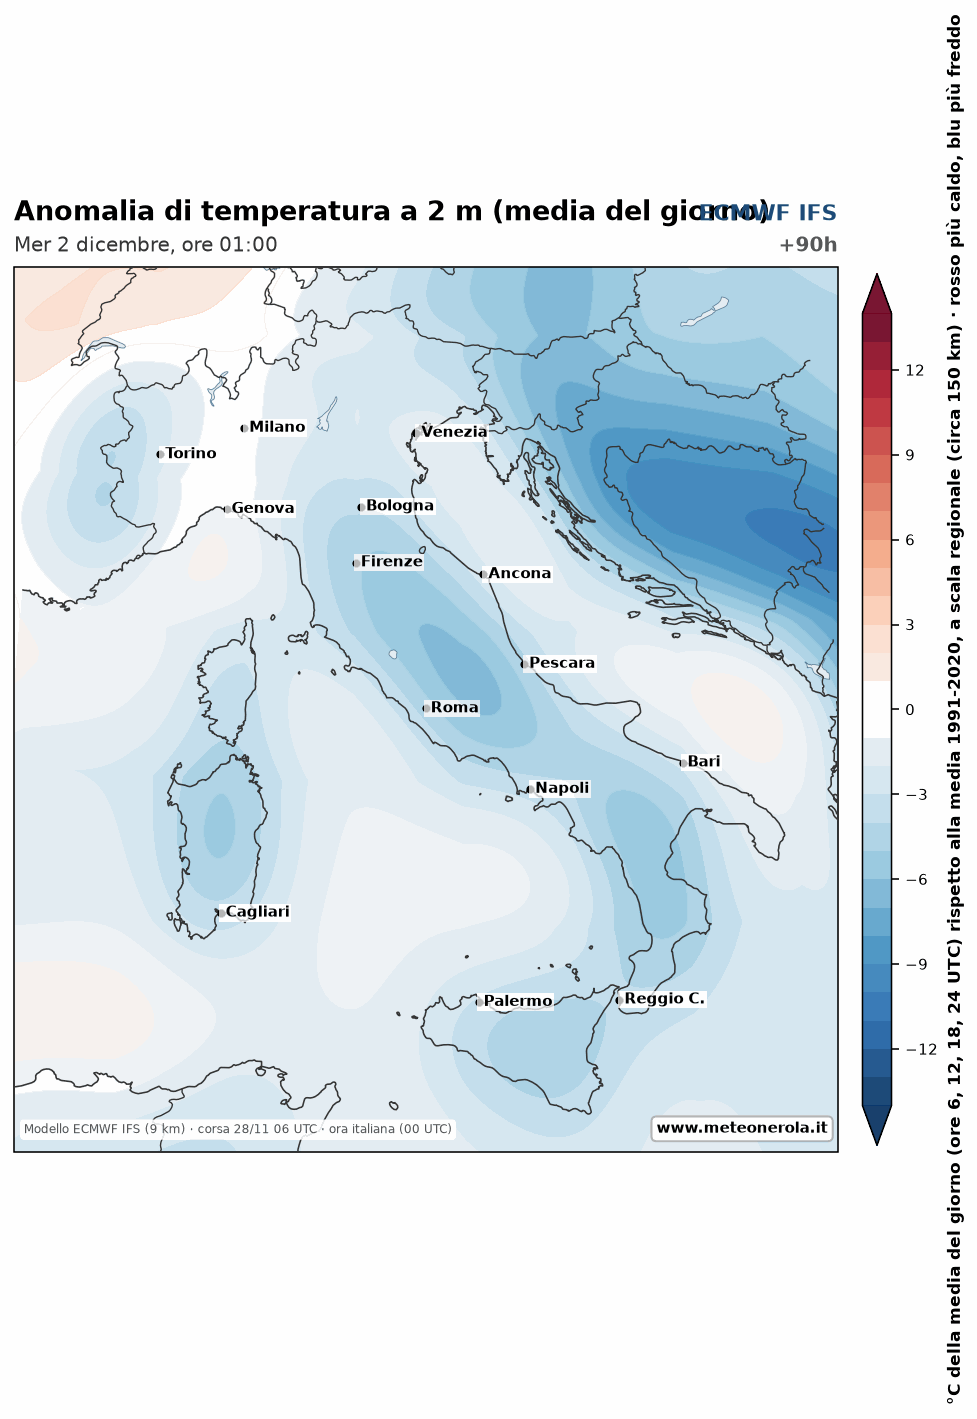 Anomalia di temperatura a 2 m (media del giorno)
ECMWF IFS
Mer 2 dicembre, ore 01:00
+90h
Milano
Torino
Venezia
Genova
Bologna
Firenze
Ancona
Pescara
Roma
Bari
Napoli
Cagliari
Palermo
Reggio C.
12
9
6
3
0
−3
−6
−9
−12
°C della media del giorno (ore 6, 12, 18, 24 UTC) rispetto alla media 1991-2020, a scala regionale (circa 150 km) · rosso più caldo, blu più freddo
Modello ECMWF IFS (9 km) · corsa 28/11 06 UTC · ora italiana (00 UTC)
www.meteonerola.it